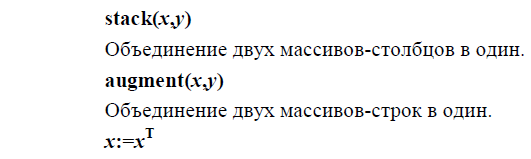 stack(x,y)
Объединение двух массивов-столбцов в один.
augment(x,y)
Объединение двух массивов-строк в один.
x:=xᵀ